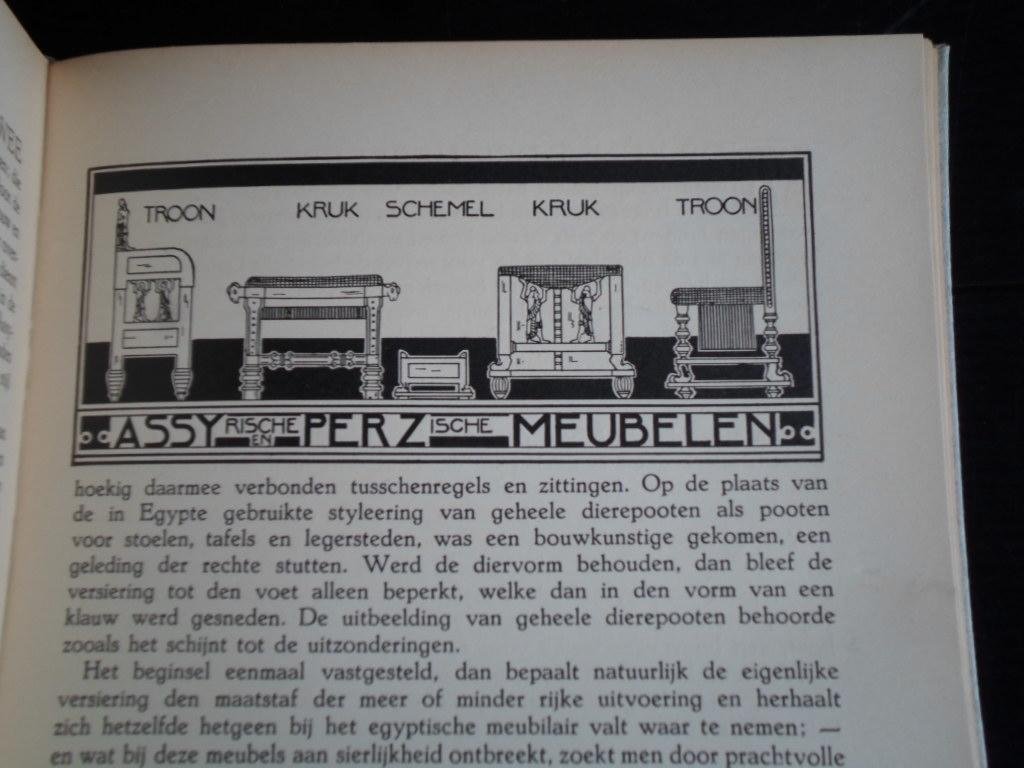 TROON KRUK SCHEMEL KRUK TROON
ASSYRISCHE EN PERZISCHE MEUBELEN
hoekig daarmee verbonden tusschenregels en zittingen. Op de plaats van
de in Egypte gebruikte styleering van geheele dierepooten als pooten
voor stoelen, tafels en legersteden, was een bouwkunstige gekomen, een
geleding der rechte stutten. Werd de diervorm behouden, dan bleef de
versiering tot den voet alleen beperkt, welke dan in den vorm van een
klauw werd gesneden. De uitbeelding van geheele dierepooten behoorde
zooals het schijnt tot de uitzonderingen.
Het beginsel eenmaal vastgesteld, dan bepaalt natuurlijk de eigenlijke
versiering den maatstaf der meer of minder rijke uitvoering en herhaalt
zich hetzelfde hetgeen bij het egyptische meubilair valt waar te nemen; —
en wat bij deze meubels aan sierlijkheid ontbreekt, zoekt men door prachtvolle